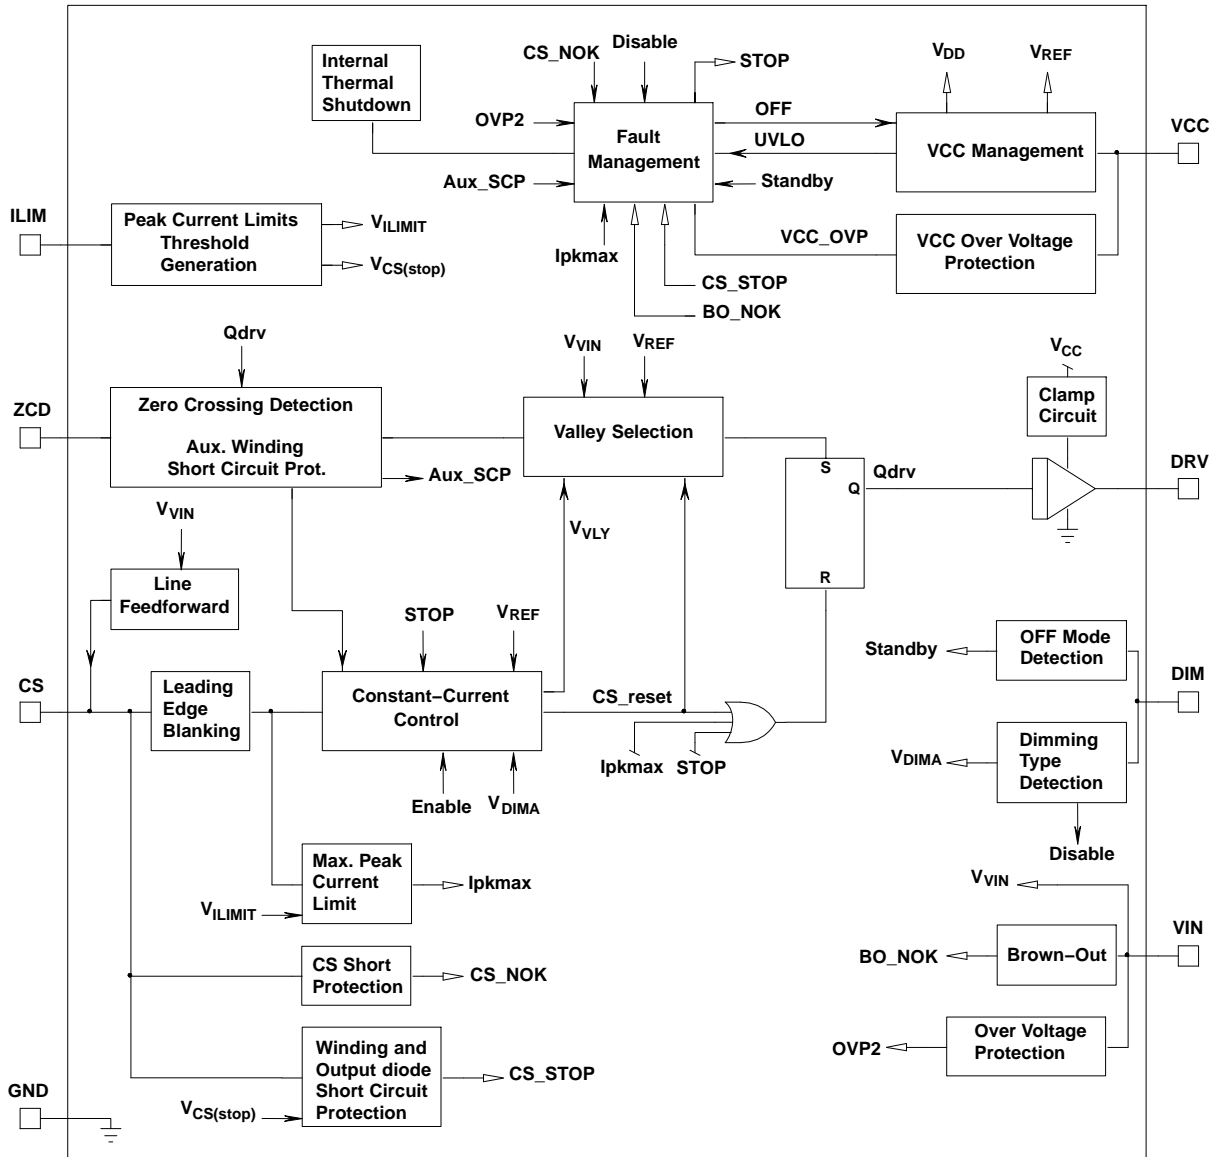 Internal
Thermal
Shutdown
CS_NOK
Disable
STOP
OVP2
Fault
Management
Aux_SCP
Ipkmax
OFF
UVLO
Standby
VCC_OVP
CS_STOP
BO_NOK
VDD
VREF
VCC Management
VCC
VCC Over Voltage
Protection
ILIM
Peak Current Limits
Threshold
Generation
VILIMIT
VCS(stop)
Qdrv
ZCD
Zero Crossing Detection
Aux. Winding
Short Circuit Prot.
Aux_SCP
VVIN
VREF
Valley Selection
VVLY
S
Q
R
Qdrv
VCC
Clamp
Circuit
DRV
VVIN
Line
Feedforward
CS
Leading
Edge
Blanking
STOP
VREF
Constant−Current
Control
CS_reset
Enable
VDIMA
Ipkmax
STOP
Standby
OFF Mode
Detection
DIM
VDIMA
Dimming
Type
Detection
Disable
Max. Peak
Current
Limit
Ipkmax
VILIMIT
CS Short
Protection
CS_NOK
Winding and
Output diode
Short Circuit
Protection
CS_STOP
VCS(stop)
GND
VVIN
BO_NOK
Brown−Out
VIN
OVP2
Over Voltage
Protection